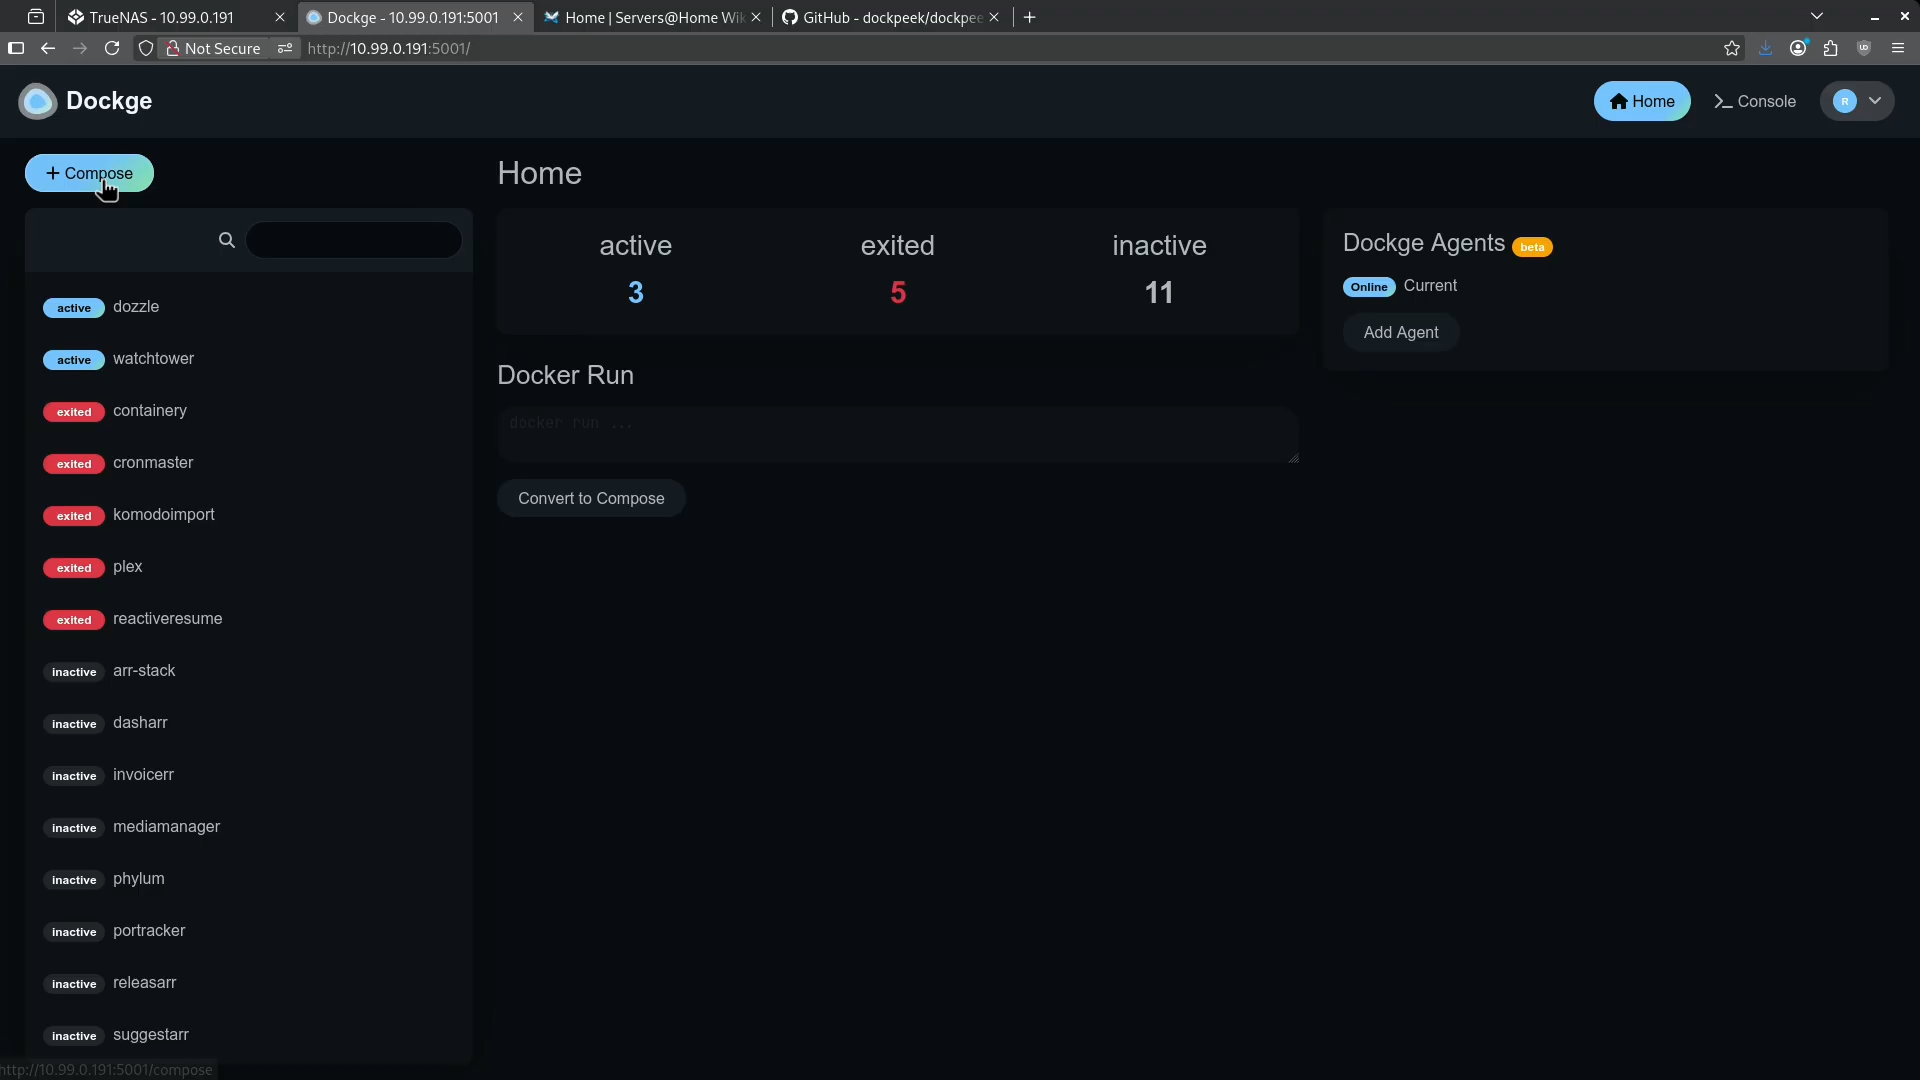 TrueNAS - 10.99.0.191
Dockge - 10.99.0.191:5001
Home | Servers@Home Wik
GitHub - dockpeek/dockpee
Not Secure
http://10.99.0.191:5001/
Dockge
Home
Console
R
+ Compose
Home
active
3
exited
5
inactive
11
Dockge Agents beta
Online Current
Add Agent
Docker Run
docker run ...
Convert to Compose
active dozzle
active watchtower
exited containery
exited cronmaster
exited komodoimport
exited plex
exited reactiveresume
inactive arr-stack
inactive dasharr
inactive invoicerr
inactive mediamanager
inactive phylum
inactive portracker
inactive releasarr
inactive suggestarr
http://10.99.0.191:5001/compose